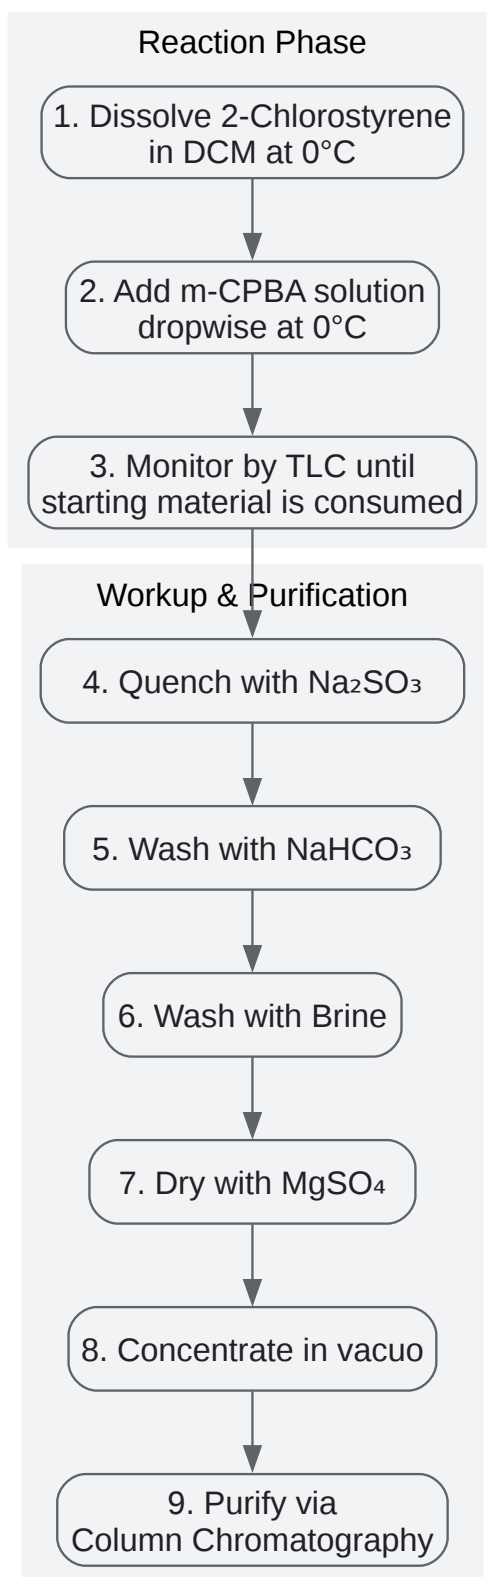 Reaction Phase
1. Dissolve 2-Chlorostyrene
in DCM at 0°C
2. Add m-CPBA solution
dropwise at 0°C
3. Monitor by TLC until
starting material is consumed
Workup & Purification
4. Quench with Na₂SO₃
5. Wash with NaHCO₃
6. Wash with Brine
7. Dry with MgSO₄
8. Concentrate in vacuo
9. Purify via
Column Chromatography